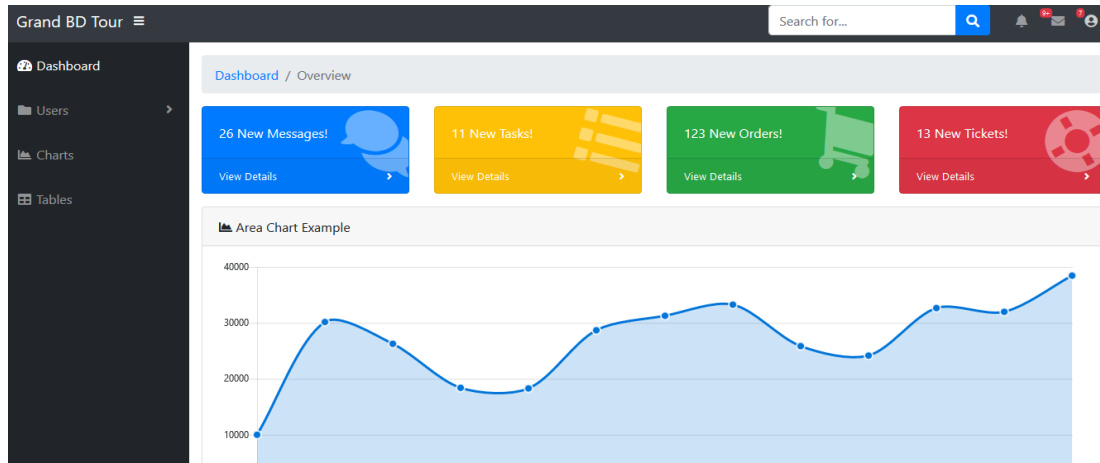 Grand BD Tour
Search for...
9+
7
Dashboard
Users
Charts
Tables
Dashboard / Overview
26 New Messages!
View Details
11 New Tasks!
View Details
123 New Orders!
View Details
13 New Tickets!
View Details
Area Chart Example
40000
30000
20000
10000